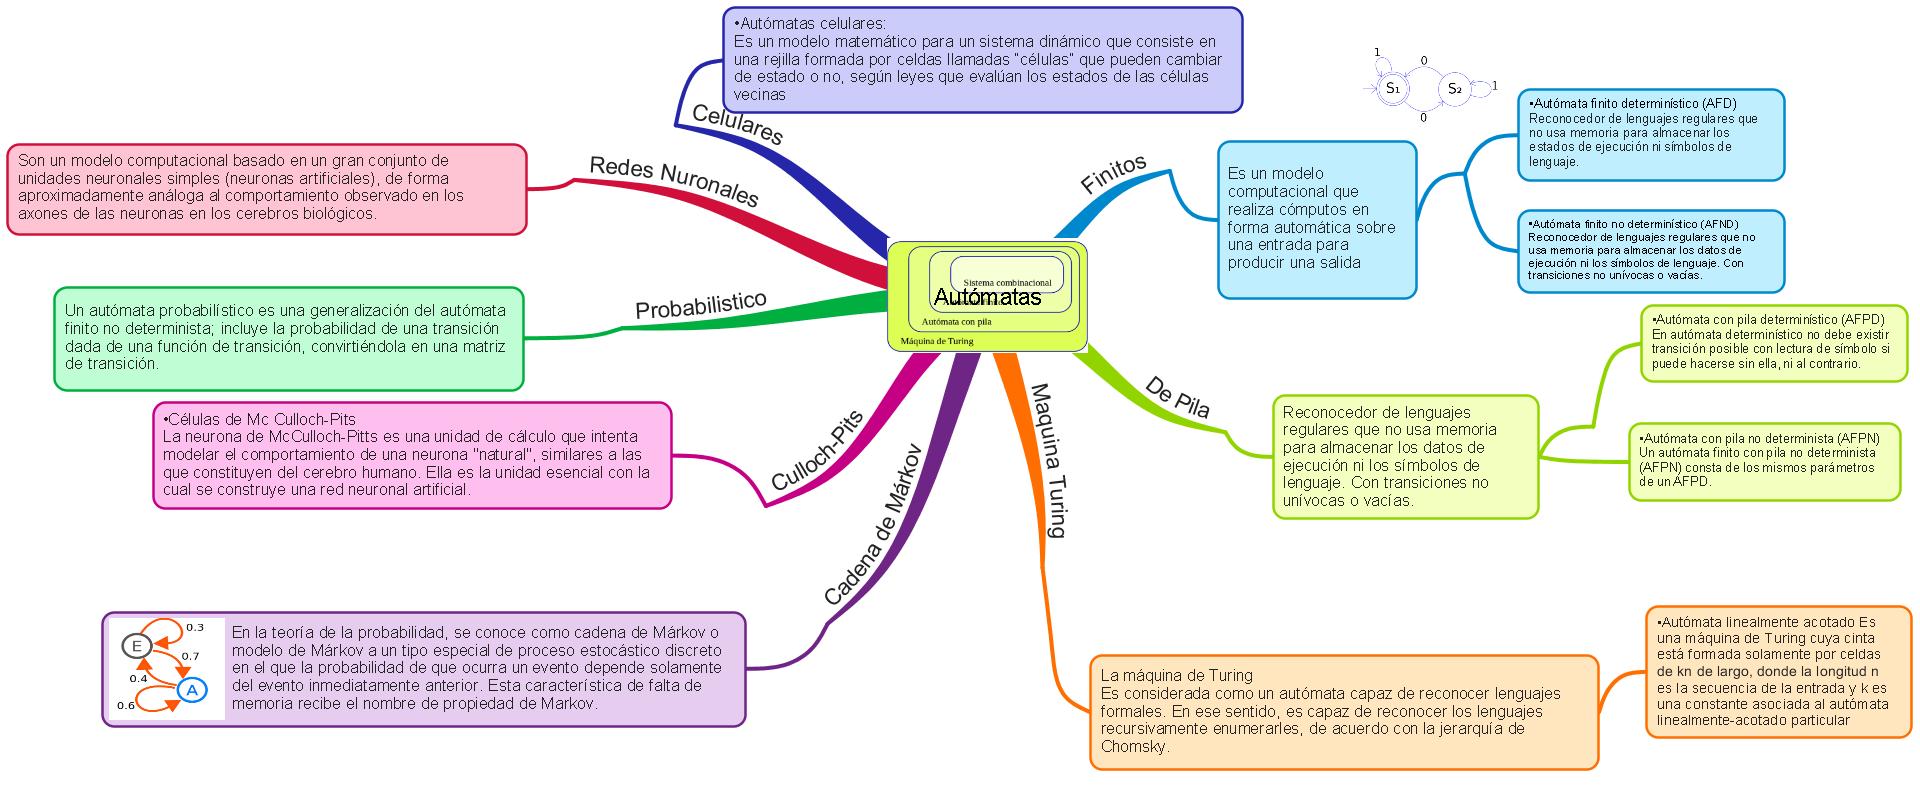 •Autómatas celulares:
Es un modelo matemático para un sistema dinámico que consiste en
una rejilla formada por celdas llamadas “células” que pueden cambiar
de estado o no, según leyes que evalúan los estados de las células
vecinas
Celulares
Son un modelo computacional basado en un gran conjunto de
unidades neuronales simples (neuronas artificiales), de forma
aproximadamente análoga al comportamiento observado en los
axones de las neuronas en los cerebros biológicos.
Redes Nuronales
Un autómata probabilístico es una generalización del autómata
finito no determinista; incluye la probabilidad de una transición
dada de una función de transición, convirtiéndola en una matriz
de transición.
Probabilistico
•Células de Mc Culloch-Pits
La neurona de McCulloch-Pitts es una unidad de cálculo que intenta
modelar el comportamiento de una neurona "natural", similares a las
que constituyen del cerebro humano. Ella es la unidad esencial con la
cual se construye una red neuronal artificial.
Culloch-Pits
E
0.3
0.7
0.4
A
0.6
En la teoría de la probabilidad, se conoce como cadena de Márkov o
modelo de Márkov a un tipo especial de proceso estocástico discreto
en el que la probabilidad de que ocurra un evento depende solamente
del evento inmediatamente anterior. Esta característica de falta de
memoria recibe el nombre de propiedad de Markov.
Cadena de Márkov
Sistema combinacional
Autómatas
Autómata con pila
Máquina de Turing
Finitos
Es un modelo
computacional que
realiza cómputos en
forma automática sobre
una entrada para
producir una salida
1
0
S₁
S₂
1
0
•Autómata finito determinístico (AFD)
Reconocedor de lenguajes regulares que
no usa memoria para almacenar los
estados de ejecución ni símbolos de
lenguaje.
•Autómata finito no determinístico (AFND)
Reconocedor de lenguajes regulares que no
usa memoria para almacenar los datos de
ejecución ni los símbolos de lenguaje. Con
transiciones no unívocas o vacías.
De Pila
Reconocedor de lenguajes
regulares que no usa memoria
para almacenar los datos de
ejecución ni los símbolos de
lenguaje. Con transiciones no
unívocas o vacías.
•Autómata con pila determinístico (AFPD)
En autómata determinístico no debe existir
transición posible con lectura de símbolo si
puede hacerse sin ella, ni al contrario.
•Autómata con pila no determinista (AFPN)
Un autómata finito con pila no determinista
(AFPN) consta de los mismos parámetros
de un AFPD.
Maquina Turing
La máquina de Turing
Es considerada como un autómata capaz de reconocer lenguajes
formales. En ese sentido, es capaz de reconocer los lenguajes
recursivamente enumerarles, de acuerdo con la jerarquía de
Chomsky.
•Autómata linealmente acotado Es
una máquina de Turing cuya cinta
está formada solamente por celdas
de kn de largo, donde la longitud n
es la secuencia de la entrada y k es
una constante asociada al autómata
linealmente-acotado particular